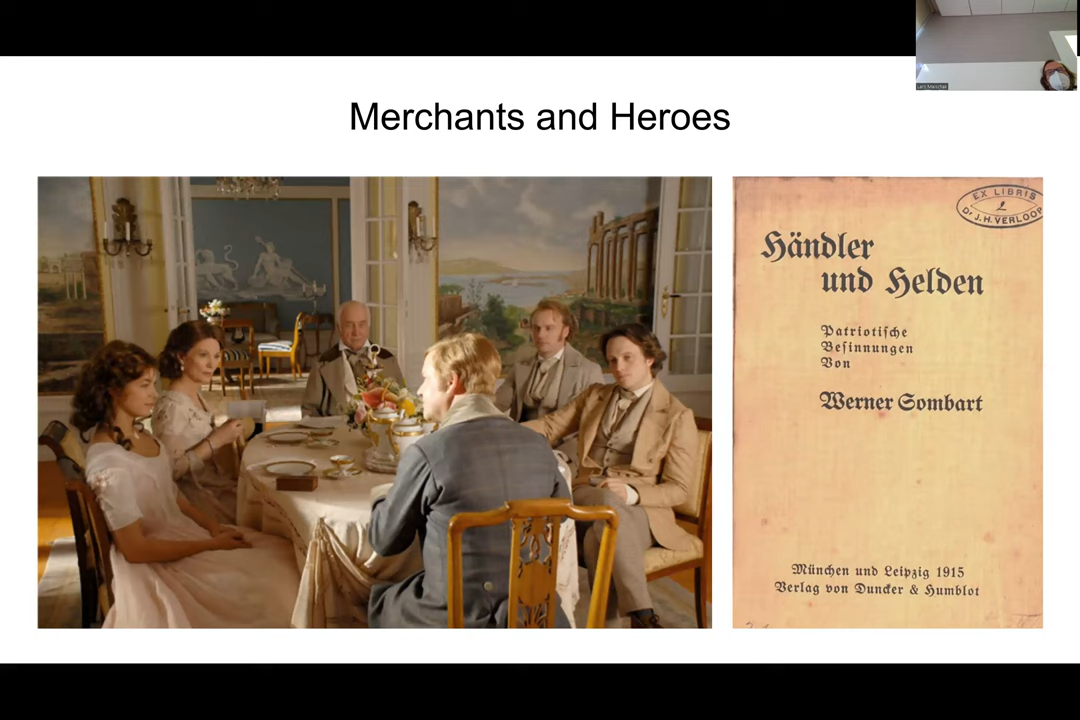 Merchants and Heroes
EX LIBRIS
Dr J.H. VERLOOP
Händler
und Helden
Patriotische
Besinnungen
Von
Werner Sombart
München und Leipzig 1915
Verlag von Duncker & Humblot